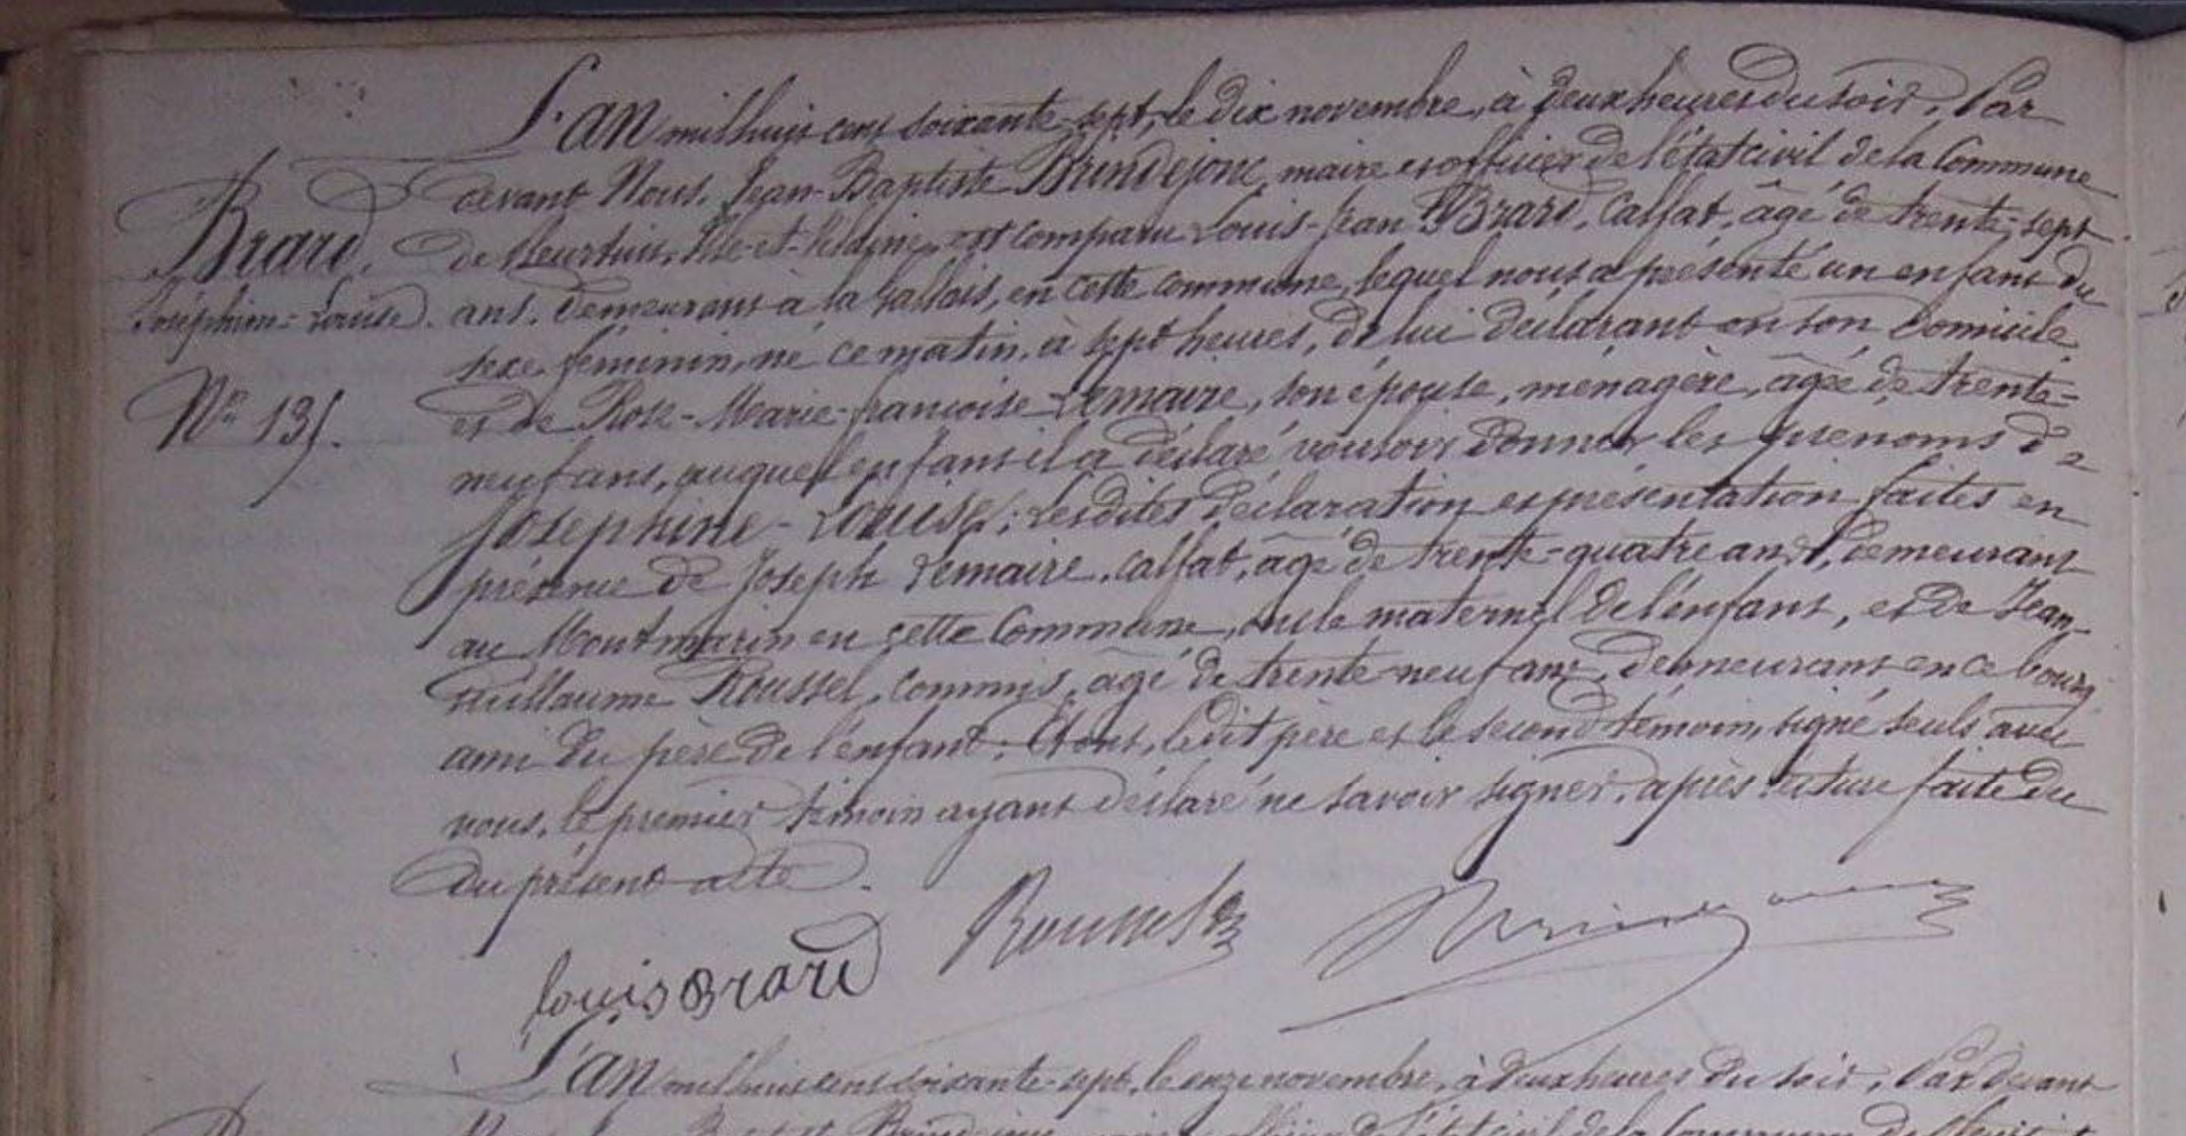 L'an mil huit cent soixante-sept, le dix novembre, à deux heures du soir, Par
devant Nous, Jean-Baptiste Brindejonc, maire et officier de l'état civil de la Commune
Brard,
de Pleurtuit, Ille-et-Vilaine, est comparu Louis-Jean Brard, calfat, âgé de trente-sept
Joséphine-Louise.
ans, demeurant à la Gallois, en cette commune, lequel nous a présenté un enfant du
sexe féminin, né ce matin, à sept heures, de lui déclarant en son domicile,
Nº 135.
et de Rose-Marie-Françoise Lemaire, son épouse, ménagère, âgée de trente-
neuf ans, auquel enfant il a déclaré vouloir donner les prenoms de
Joséphine-Louise; Lesdites déclaration et présentation faites en
présence de Joseph Lemaire, calfat, âgé de trente-quatre ans, demeurant
au Montmarin en cette Commune, oncle maternel de l'enfant, et de Jean-
Guillaume Roussel, commis, âgé de trente-neuf ans, demeurant en ce bourg
ami du père de l'enfant; Et ont, ledit père et le second témoin, signé seuls avec
nous, le premier témoin ayant déclaré ne savoir signer, après lecture faite du
du présent acte.
Louis Brard Roussel
L'an mil huit cent soixante-sept, le onze novembre, à deux heures du soir, Par devant